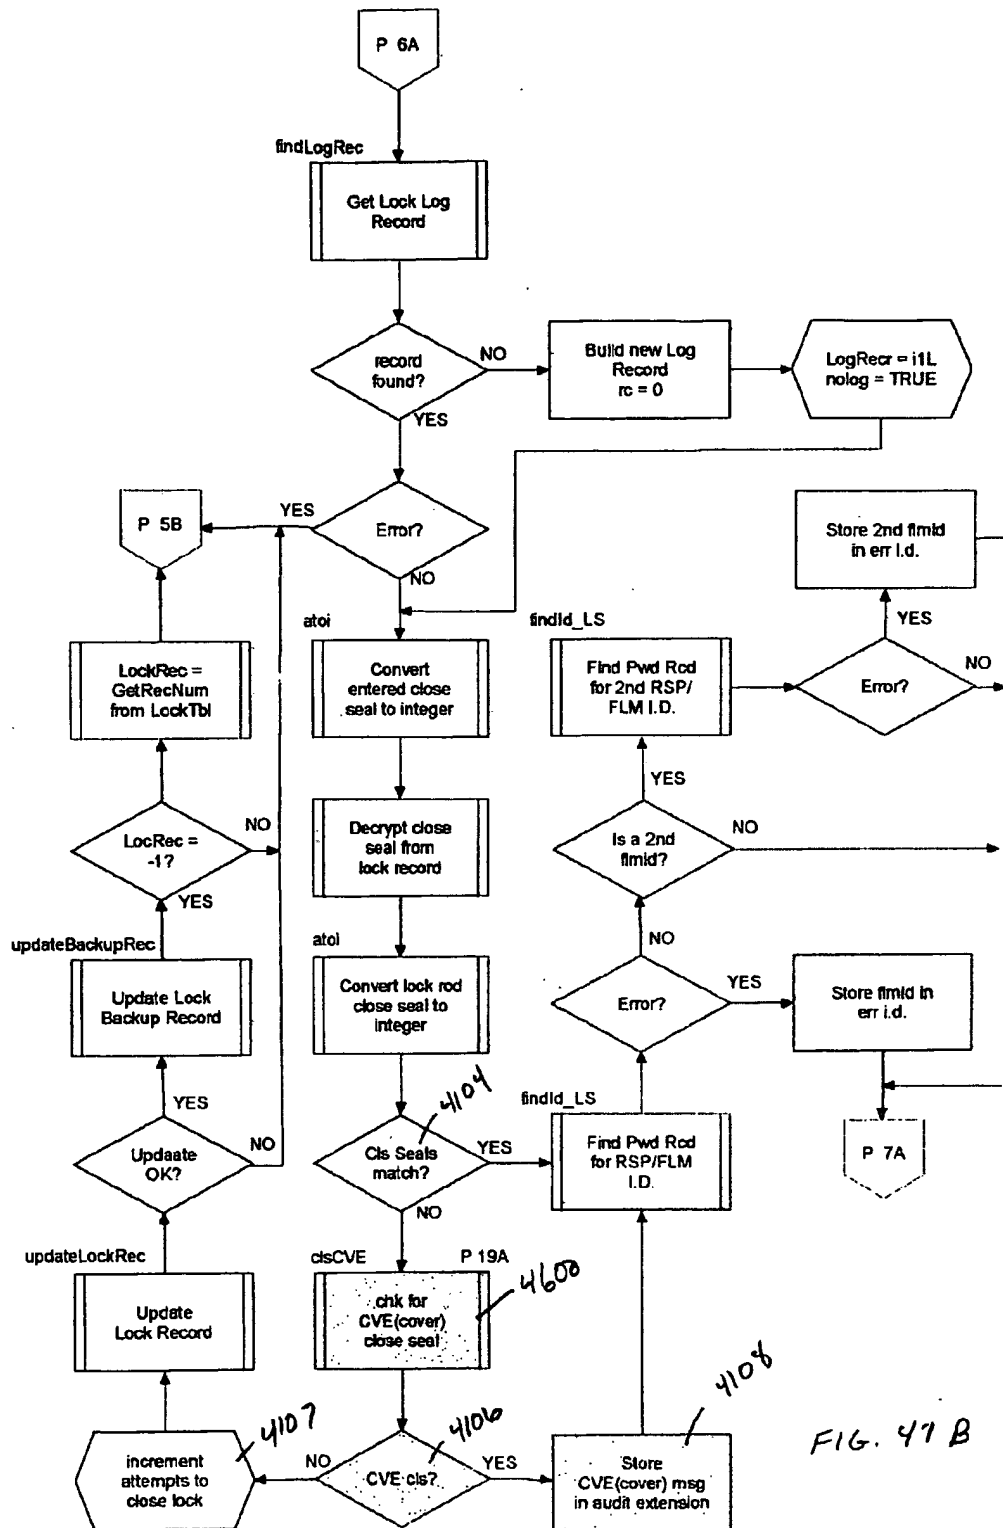 P 6A
findLogRec
Get Lock Log
Record
record
found?
NO
YES
Build new Log
Record
rc = 0
LogRecr = i1L
nolog = TRUE
P 5B
YES
Error?
NO
Store 2nd flmid
in err I.d.
YES
Error?
NO
atoi
Convert
entered close
seal to integer
findId_LS
Find Pwd Rcd
for 2nd RSP/
FLM I.D.
LockRec =
GetRecNum
from LockTbl
YES
Is a 2nd
flmid?
NO
LocRec =
-1?
NO
YES
Decrypt close
seal from
lock record
NO
updateBackupRec
Update Lock
Backup Record
atoi
Convert lock rod
close seal to
integer
Error?
YES
Store flmid in
err i.d.
YES
Updaate
OK?
NO
4104
Cls Seals
match?
YES
NO
findId_LS
Find Pwd Rcd
for RSP/FLM
I.D.
P 7A
updateLockRec
Update
Lock Record
clsCVE
P 19A
4600
chk for
CVE(cover)
close seal
4107
increment
attempts to
close lock
NO
4106
CVE cls?
YES
4108
Store
CVE(cover) msg
in audit extension
FIG. 47 B